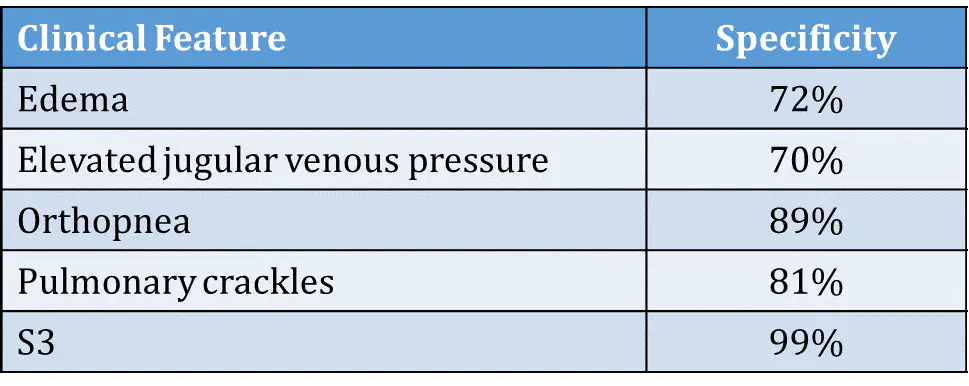 Clinical Feature Specificity
Edema 72%
Elevated jugular venous pressure 70%
Orthopnea 89%
Pulmonary crackles 81%
S3 99%